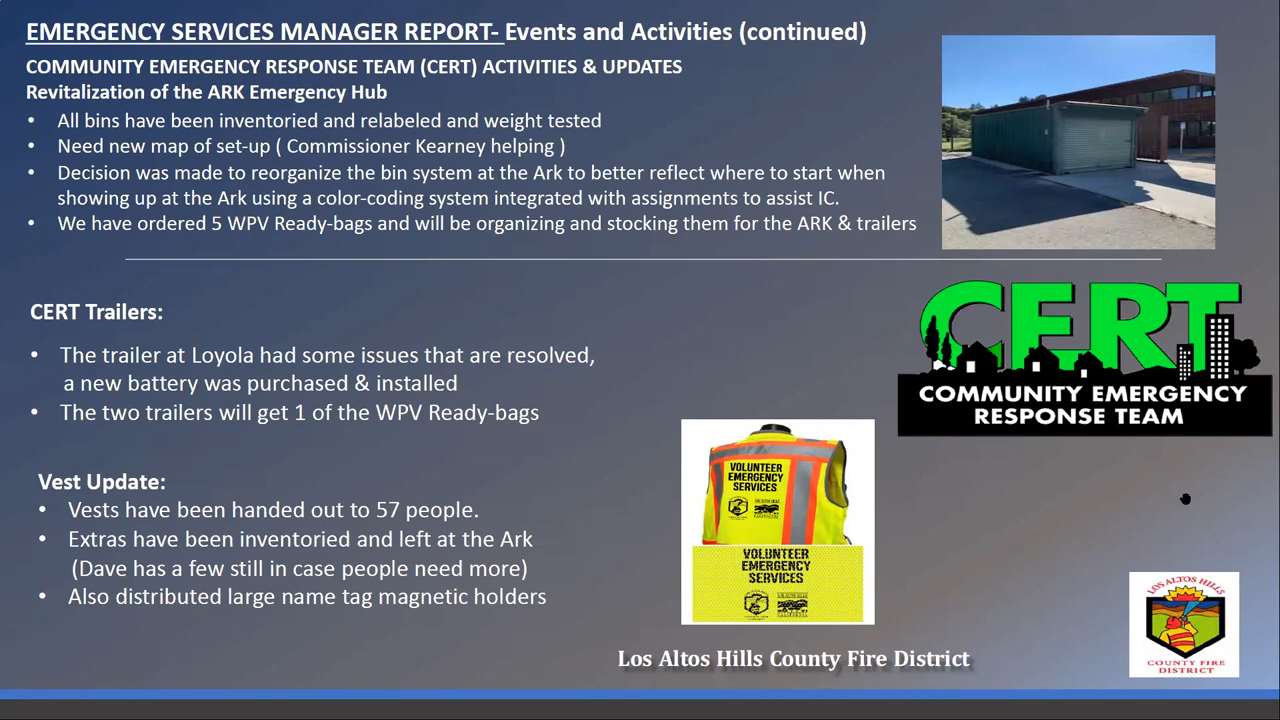 EMERGENCY SERVICES MANAGER REPORT- Events and Activities (continued)
COMMUNITY EMERGENCY RESPONSE TEAM (CERT) ACTIVITIES & UPDATES
Revitalization of the ARK Emergency Hub
• All bins have been inventoried and relabeled and weight tested
• Need new map of set-up ( Commissioner Kearney helping )
• Decision was made to reorganize the bin system at the Ark to better reflect where to start when
showing up at the Ark using a color-coding system integrated with assignments to assist IC.
• We have ordered 5 WPV Ready-bags and will be organizing and stocking them for the ARK & trailers
CERT Trailers:
• The trailer at Loyola had some issues that are resolved,
a new battery was purchased & installed
• The two trailers will get 1 of the WPV Ready-bags
CERT
COMMUNITY EMERGENCY
RESPONSE TEAM
Vest Update:
• Vests have been handed out to 57 people.
• Extras have been inventoried and left at the Ark
(Dave has a few still in case people need more)
• Also distributed large name tag magnetic holders
VOLUNTEER
EMERGENCY
SERVICES
VOLUNTEER
EMERGENCY
SERVICES
Los Altos Hills County Fire District
LOS ALTOS HILLS
COUNTY FIRE
DISTRICT